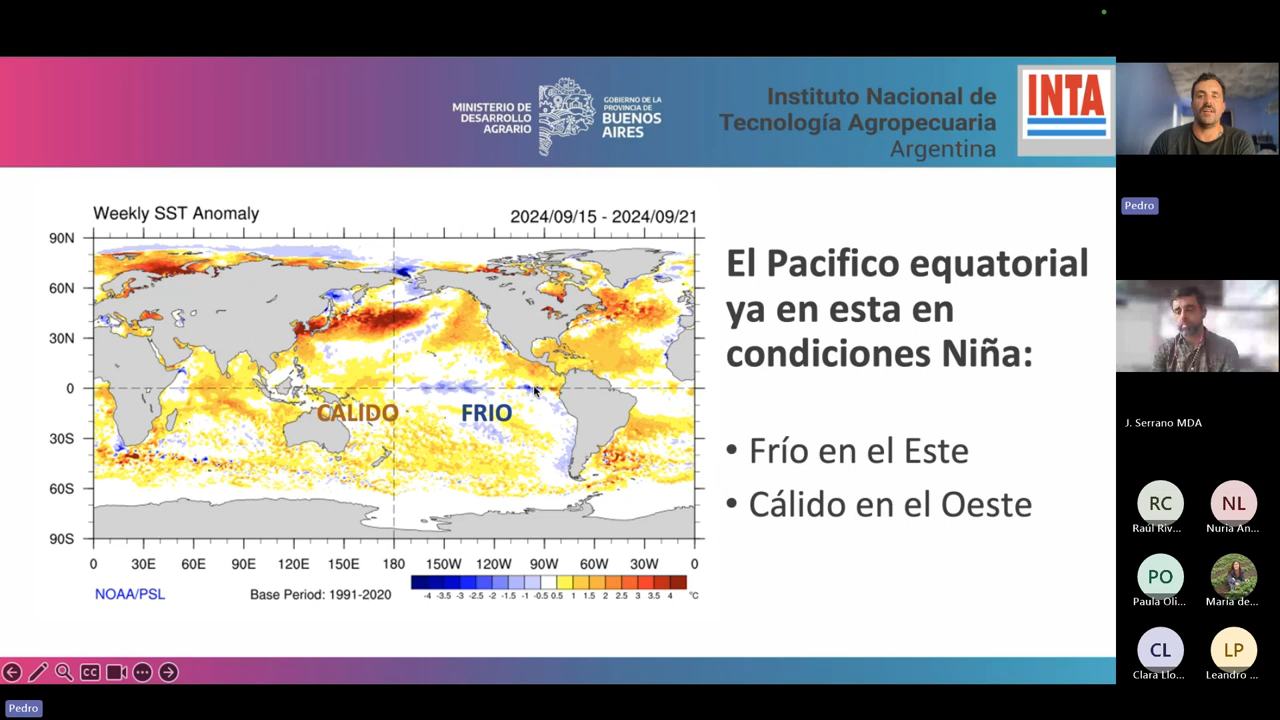 MINISTERIO DE
DESARROLLO
AGRARIO
GOBIERNO DE LA
PROVINCIA DE
BUENOS
AIRES
Instituto Nacional de
Tecnología Agropecuaria
Argentina
INTA
Weekly SST Anomaly
2024/09/15 - 2024/09/21
90N
60N
30N
0
30S
60S
90S
CALIDO
FRIO
0 30E 60E 90E 120E 150E 180 150W 120W 90W 60W 30W 0
NOAA/PSL
Base Period: 1991-2020
-4 -3.5 -3 -2.5 -2 -1.5 -1 -0.5 0.5 1 1.5 2 2.5 3 3.5 4 °C
El Pacifico equatorial
ya en esta en
condiciones Niña:
• Frío en el Este
• Cálido en el Oeste
Pedro
J. Serrano MDA
RC
NL
Raúl Riv...
Nuria An...
PO
Paula Oli...
María de...
CL
LP
Clara Llo...
Leandro ...
CC
Pedro